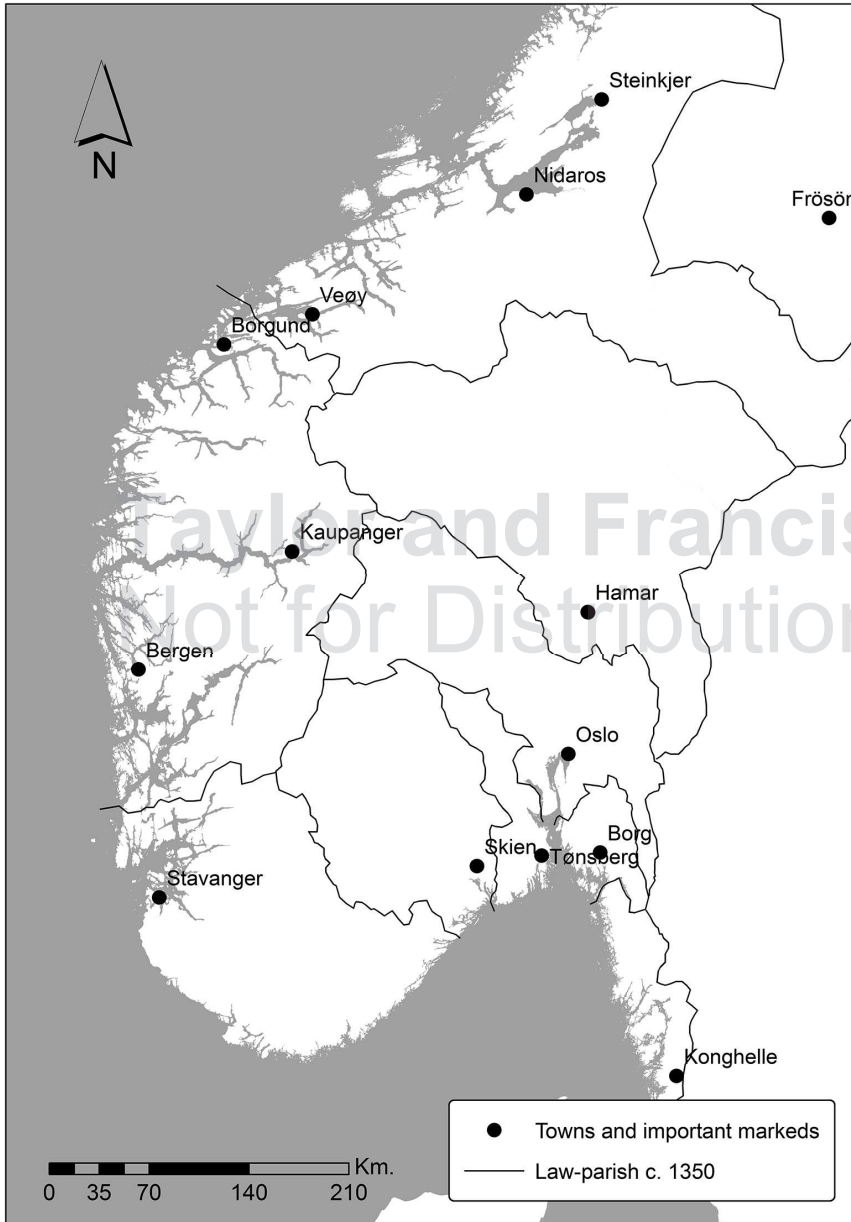 N
Steinkjer
Nidaros
Frösön
Veøy
Borgund
Taylor and Francis
Kaupanger
Not for Distribution
Hamar
Bergen
Oslo
Borg
Skien
Tønsberg
Stavanger
Konghelle
Towns and important markeds
Law-parish c. 1350
Km.
0 35 70 140 210